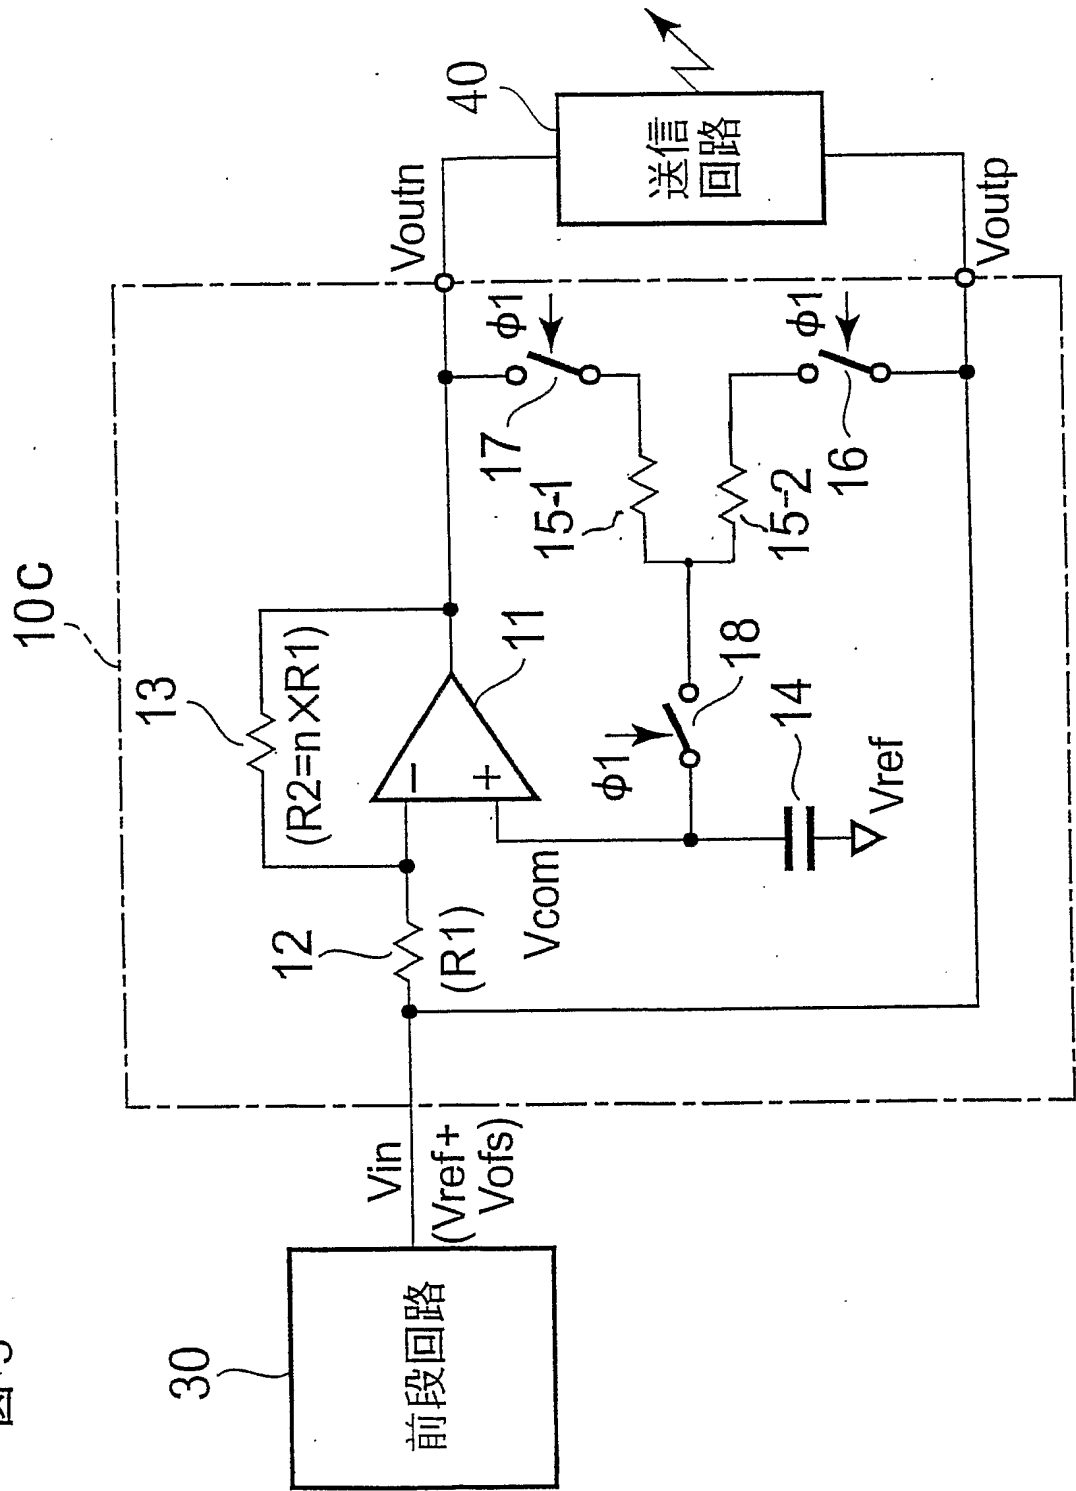 10C
13
(R2=n×R1)
12
(R1)
11
Vcom
Vin
(Vref+
Vofs)
30
前段回路
φ1
18
14
Vref
15-1
15-2
17
φ1
16
φ1
Voutn
Voutp
40
送信
回路